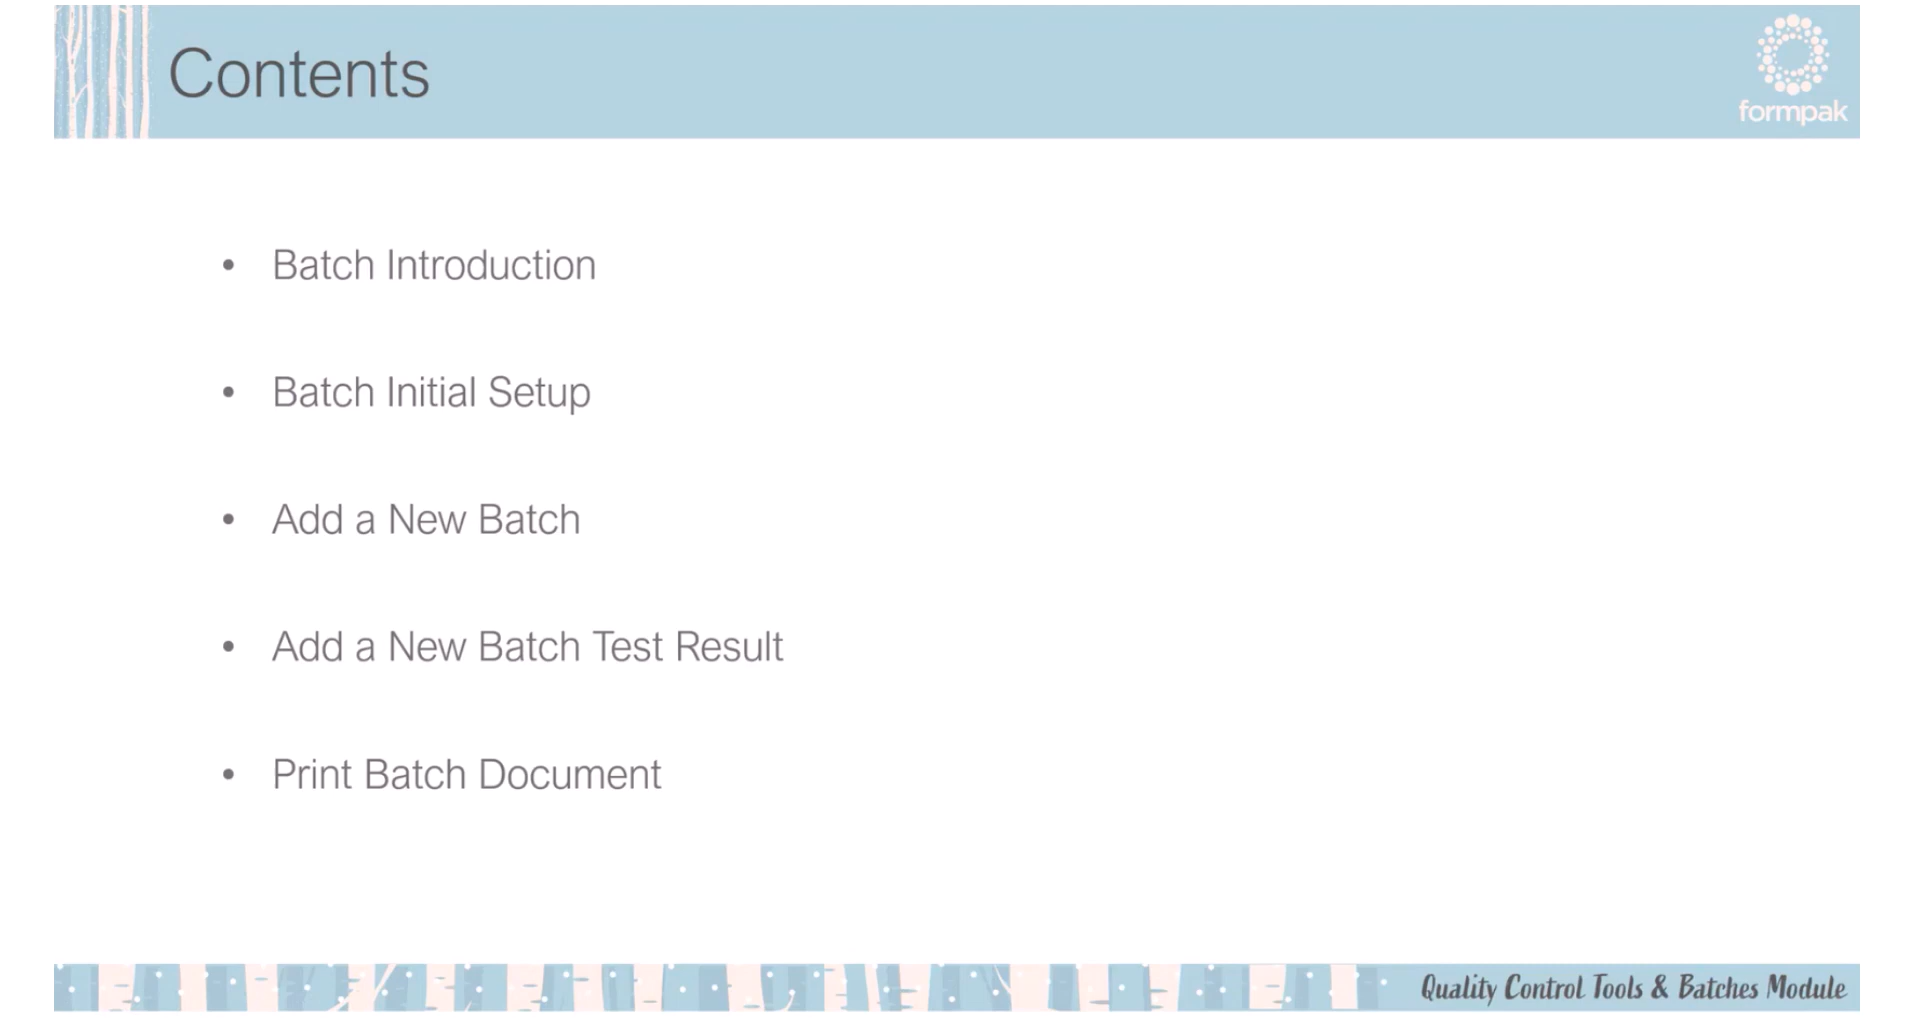 Contents
formpak
• Batch Introduction
• Batch Initial Setup
• Add a New Batch
• Add a New Batch Test Result
• Print Batch Document
Quality Control Tools & Batches Module